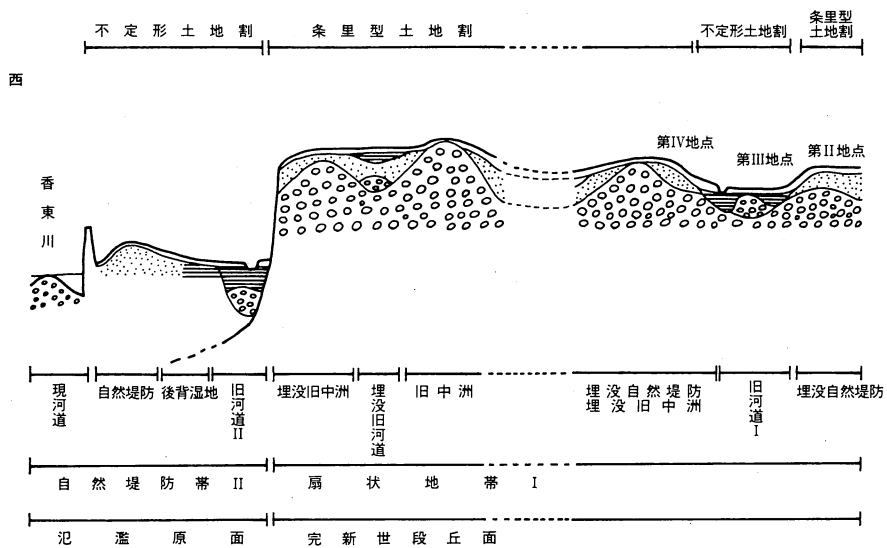 不定形土地割
条里型土地割
不定形土地割
条里型
土地割
西
第IV地点
第III地点
第II地点
香東川
現河道
自然堤防
後背湿地
旧河道II
埋没旧中洲
埋没旧河道
旧中洲
埋没自然堤防
埋没旧中洲
旧河道I
埋没自然堤防
自然堤防帯II
扇状地帯I
氾濫原面
完新世段丘面